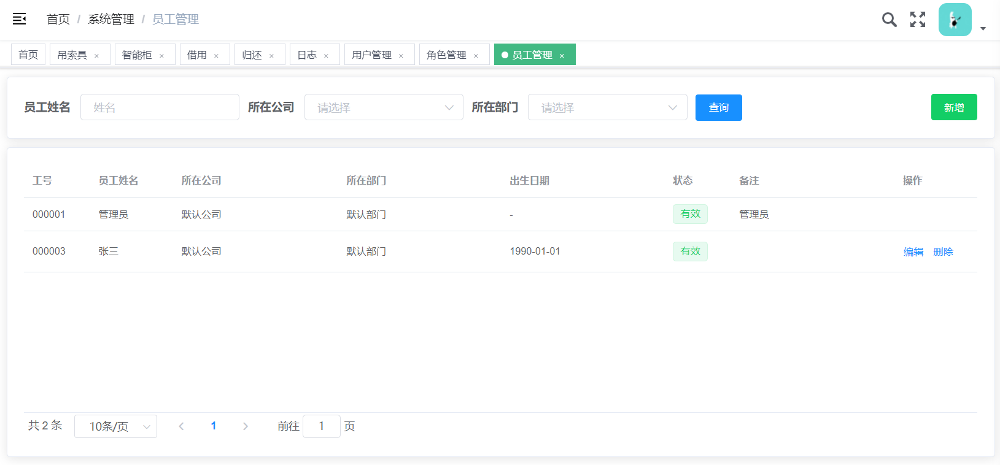 首页 / 系统管理 / 员工管理
首页 吊索具 × 智能柜 × 借用 × 归还 × 日志 × 用户管理 × 角色管理 × 员工管理 ×
员工姓名 姓名 所在公司 请选择 所在部门 请选择 查询 新增
工号 员工姓名 所在公司 所在部门 出生日期 状态 备注 操作
000001 管理员 默认公司 默认部门 - 有效 管理员
000003 张三 默认公司 默认部门 1990-01-01 有效 编辑 删除
共 2 条 10条/页 1 前往 1 页